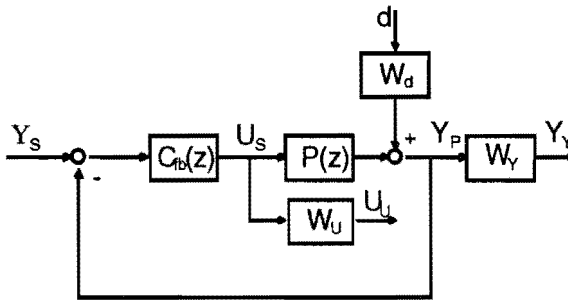 d
W_d
+
Y_S
C_fb(z)
U_S
P(z)
Y_P
W_Y
Y_Y
-
W_U
U_U